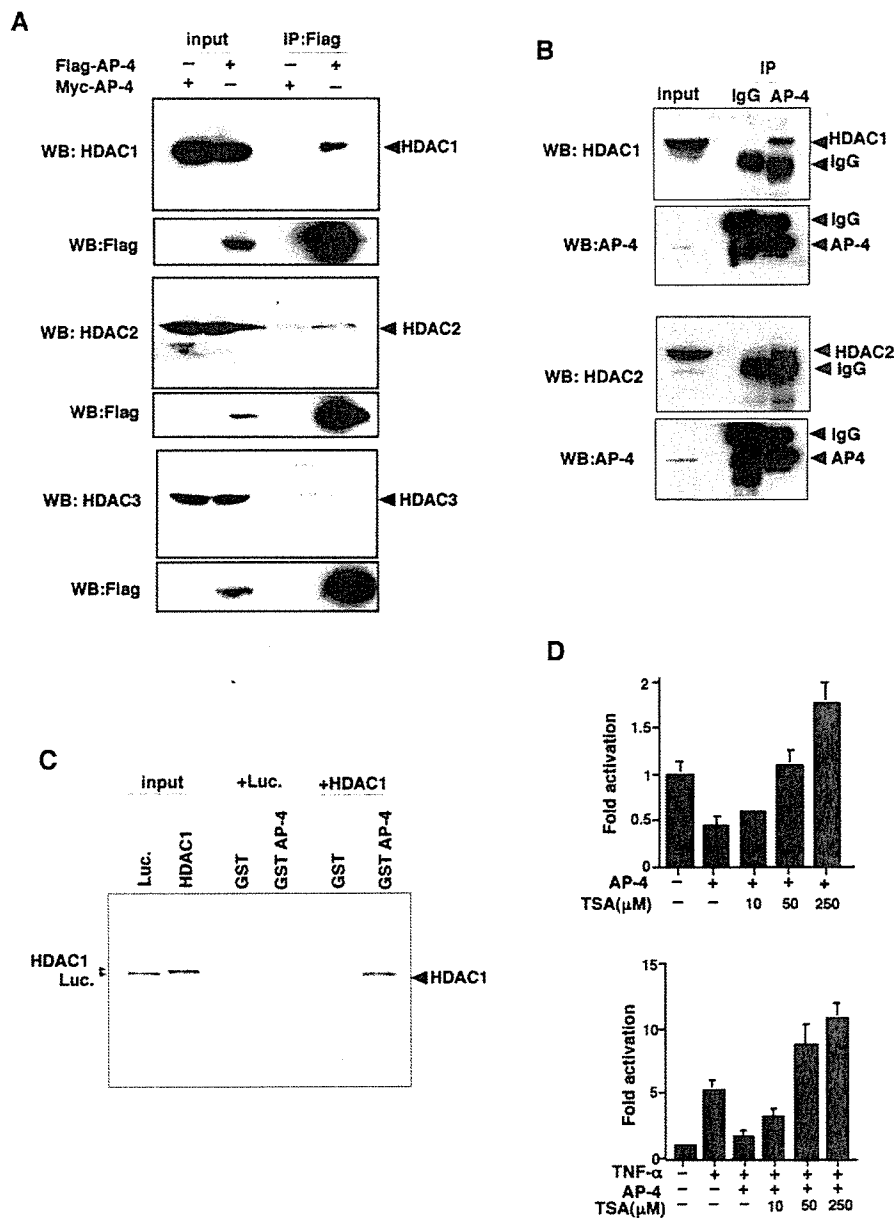 A
input IP:Flag
Flag-AP-4 – + – +
Myc-AP-4 + – + –
WB: HDAC1
HDAC1
WB:Flag
WB: HDAC2
HDAC2
WB:Flag
WB: HDAC3
HDAC3
WB:Flag
B
IP
input IgG AP-4
WB: HDAC1
HDAC1
IgG
WB:AP-4
IgG
AP-4
WB: HDAC2
HDAC2
IgG
WB:AP-4
IgG
AP4
C
input +Luc. +HDAC1
Luc. HDAC1 GST GST AP-4 GST GST AP-4
HDAC1
Luc.
HDAC1
D
Fold activation
2
1.5
1
0.5
0
AP-4 – + + + +
TSA(μM) – – 10 50 250
Fold activation
15
10
5
0
TNF-α – + + + + +
AP-4 – – + + + +
TSA(μM) – – – 10 50 250